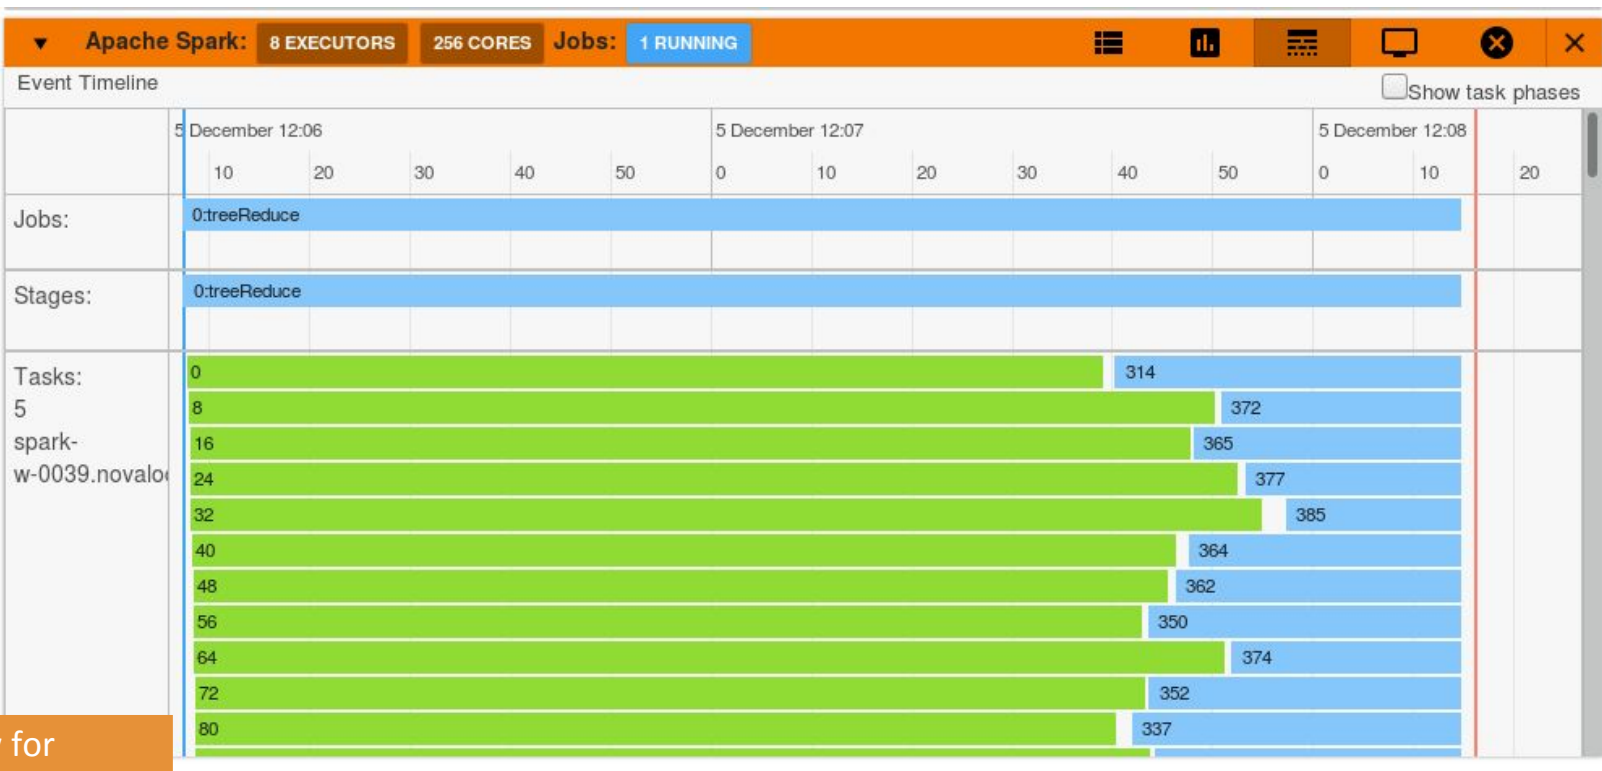 Apache Spark: 8 EXECUTORS 256 CORES Jobs: 1 RUNNING
Event Timeline
Show task phases
5 December 12:06 5 December 12:07 5 December 12:08
10 20 30 40 50 0 10 20 30 40 50 0 10 20
Jobs: 0:treeReduce
Stages: 0:treeReduce
Tasks: 0 314
5 8 372
spark- 16 365
w-0039.novalo 24 377
32 385
40 364
48 362
56 350
64 374
72 352
80 337
for